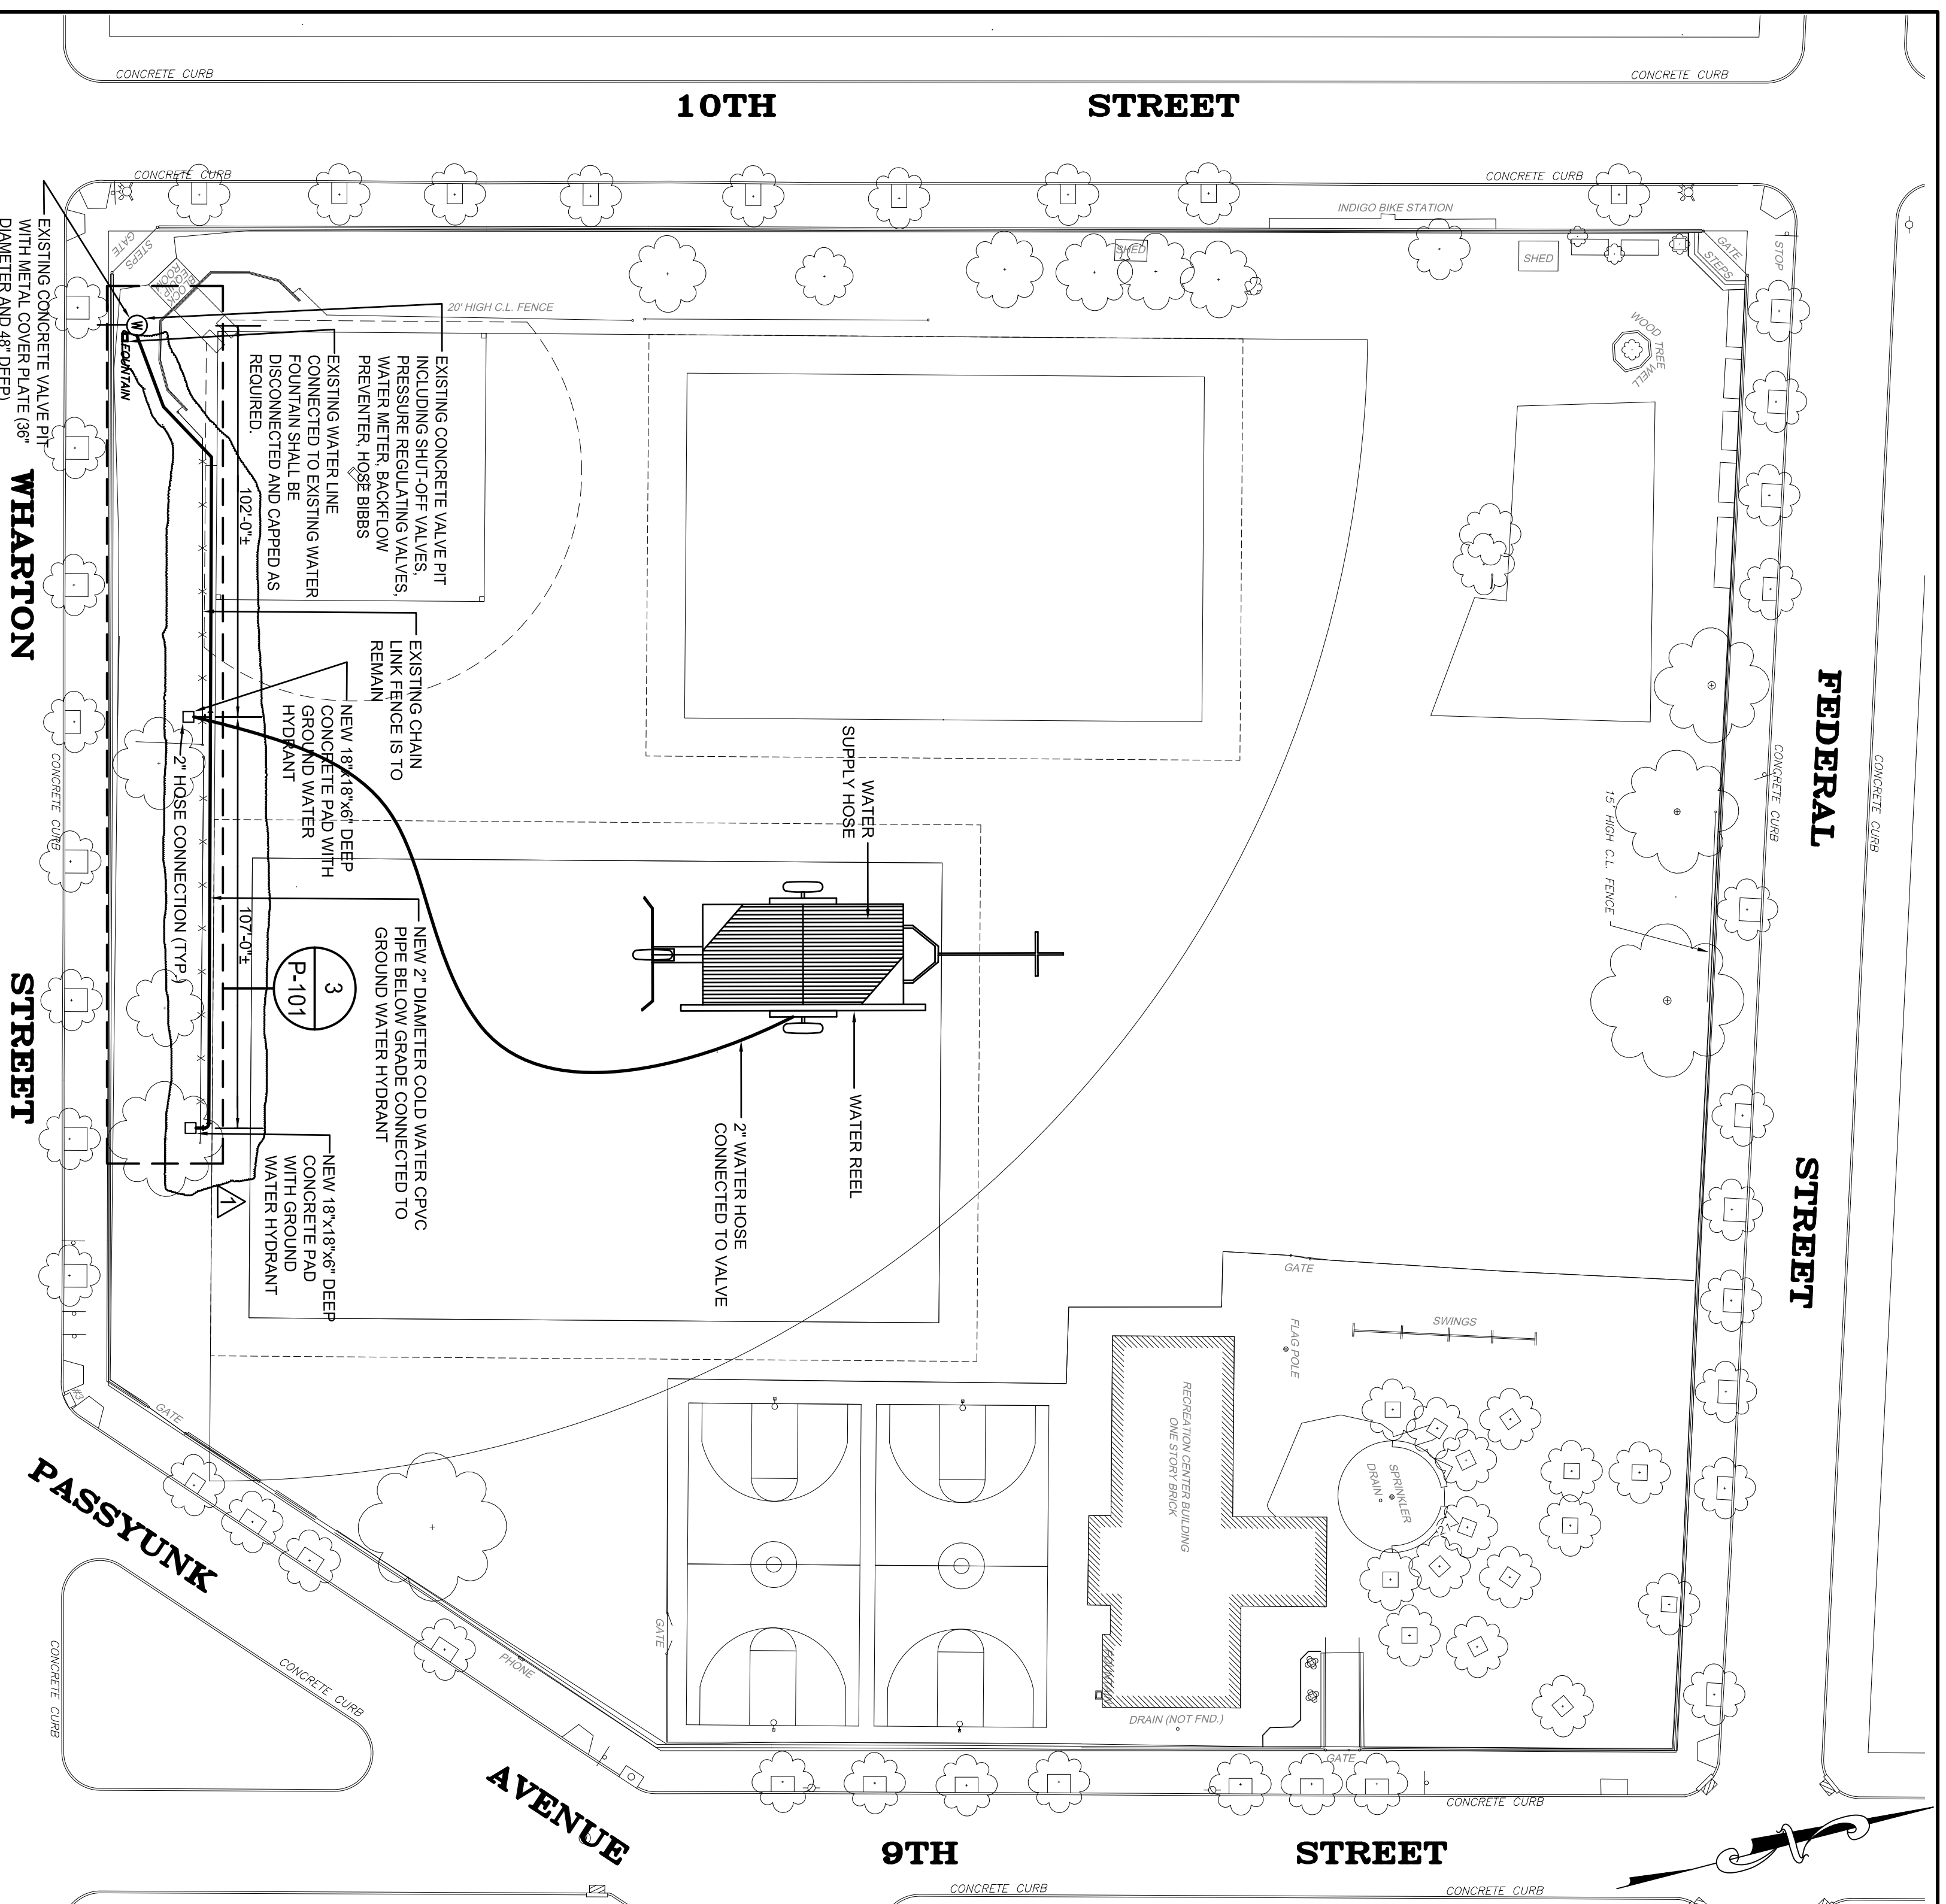 CONCRETE CURB
CONCRETE CURB
10TH STREET
CONCRETE CURB
CONCRETE CURB
INDIGO BIKE STATION
GATE
STEPS
SHED
SHED
GATE
STEPS
STOP
20' HIGH C.L. FENCE
WOOD TREE
WELL
W
FOUNTAIN
EXISTING CONCRETE VALVE PIT
WITH METAL COVER PLATE (36"
DIAMETER AND 48" DEEP)
EXISTING CONCRETE VALVE PIT
INCLUDING SHUT-OFF VALVES,
PRESSURE REGULATING VALVES,
WATER METER, BACKFLOW
PREVENTER, HOSE BIBBS
EXISTING WATER LINE
CONNECTED TO EXISTING WATER
FOUNTAIN SHALL BE
DISCONNECTED AND CAPPED AS
REQUIRED.
102'-0"±
WHARTON
STREET
EXISTING CHAIN
LINK FENCE IS TO
REMAIN
NEW 18"x18"x6" DEEP
CONCRETE PAD WITH
GROUND WATER
HYDRANT
2" HOSE CONNECTION (TYP.)
CONCRETE CURB
WATER
SUPPLY HOSE
FEDERAL
STREET
CONCRETE CURB
CONCRETE CURB
15' HIGH C.L. FENCE
107'-0"±
3
P-101
NEW 2" DIAMETER COLD WATER CPVC
PIPE BELOW GRADE CONNECTED TO
GROUND WATER HYDRANT
WATER REEL
2" WATER HOSE
CONNECTED TO VALVE
NEW 18"x18"x6" DEEP
CONCRETE PAD
WITH GROUND
WATER HYDRANT
1
GATE
SWINGS
FLAG POLE
RECREATION CENTER BUILDING
ONE STORY BRICK
SPRINKLER
DRAIN
21
#3
GATE
PASSYUNK
AVENUE
GATE
PHONE
FOUNTAIN
DRAIN (NOT FND.)
GATE
CONCRETE CURB
CONCRETE CURB
CONCRETE CURB
9TH STREET
N
CONCRETE CURB
CONCRETE CURB